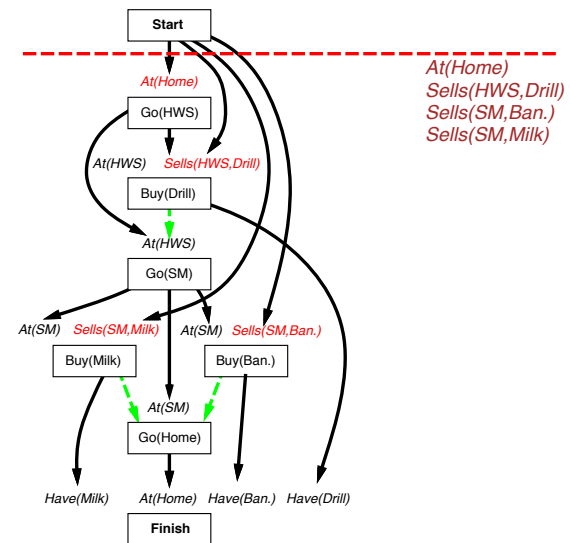 Start
At(Home)
Sells(HWS,Drill)
Sells(SM,Ban.)
Sells(SM,Milk)
At(Home)
Go(HWS)
At(HWS) Sells(HWS,Drill)
Buy(Drill)
At(HWS)
Go(SM)
At(SM) Sells(SM,Milk) At(SM) Sells(SM,Ban.)
Buy(Milk) Buy(Ban.)
At(SM)
Go(Home)
Have(Milk) At(Home) Have(Ban.) Have(Drill)
Finish